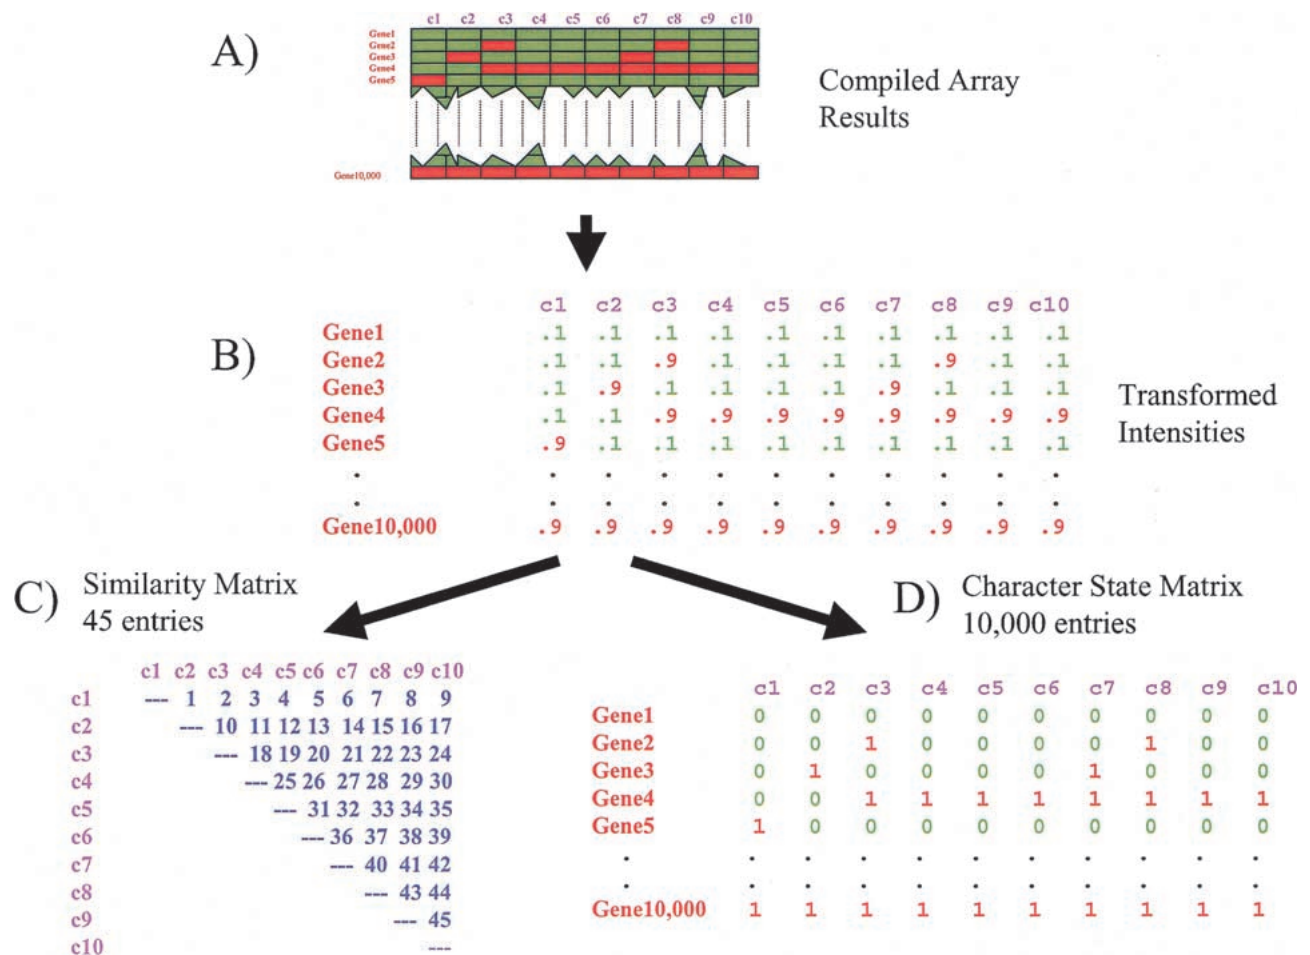 A)
c1 c2 c3 c4 c5 c6 c7 c8 c9 c10
Gene1
Gene2
Gene3
Gene4
Gene5
Gene10,000
Compiled Array
Results
B)
c1 c2 c3 c4 c5 c6 c7 c8 c9 c10
Gene1 .1 .1 .1 .1 .1 .1 .1 .1 .1 .1
Gene2 .1 .1 .9 .1 .1 .1 .1 .9 .1 .1
Gene3 .1 .9 .1 .1 .1 .1 .9 .1 .1 .1
Gene4 .1 .1 .9 .9 .9 .9 .9 .9 .9 .9
Gene5 .9 .1 .1 .1 .1 .1 .1 .1 .1 .1
. . . . . . . . . . .
. . . . . . . . . . .
Gene10,000 .9 .9 .9 .9 .9 .9 .9 .9 .9 .9
Transformed
Intensities
C)
Similarity Matrix
45 entries
c1 c2 c3 c4 c5 c6 c7 c8 c9 c10
c1 --- 1 2 3 4 5 6 7 8 9
c2 --- 10 11 12 13 14 15 16 17
c3 --- 18 19 20 21 22 23 24
c4 --- 25 26 27 28 29 30
c5 --- 31 32 33 34 35
c6 --- 36 37 38 39
c7 --- 40 41 42
c8 --- 43 44
c9 --- 45
c10 ---
D)
Character State Matrix
10,000 entries
c1 c2 c3 c4 c5 c6 c7 c8 c9 c10
Gene1 0 0 0 0 0 0 0 0 0 0
Gene2 0 0 1 0 0 0 0 1 0 0
Gene3 0 1 0 0 0 0 1 0 0 0
Gene4 0 0 1 1 1 1 1 1 1 1
Gene5 1 0 0 0 0 0 0 0 0 0
. . . . . . . . . . .
. . . . . . . . . . .
Gene10,000 1 1 1 1 1 1 1 1 1 1